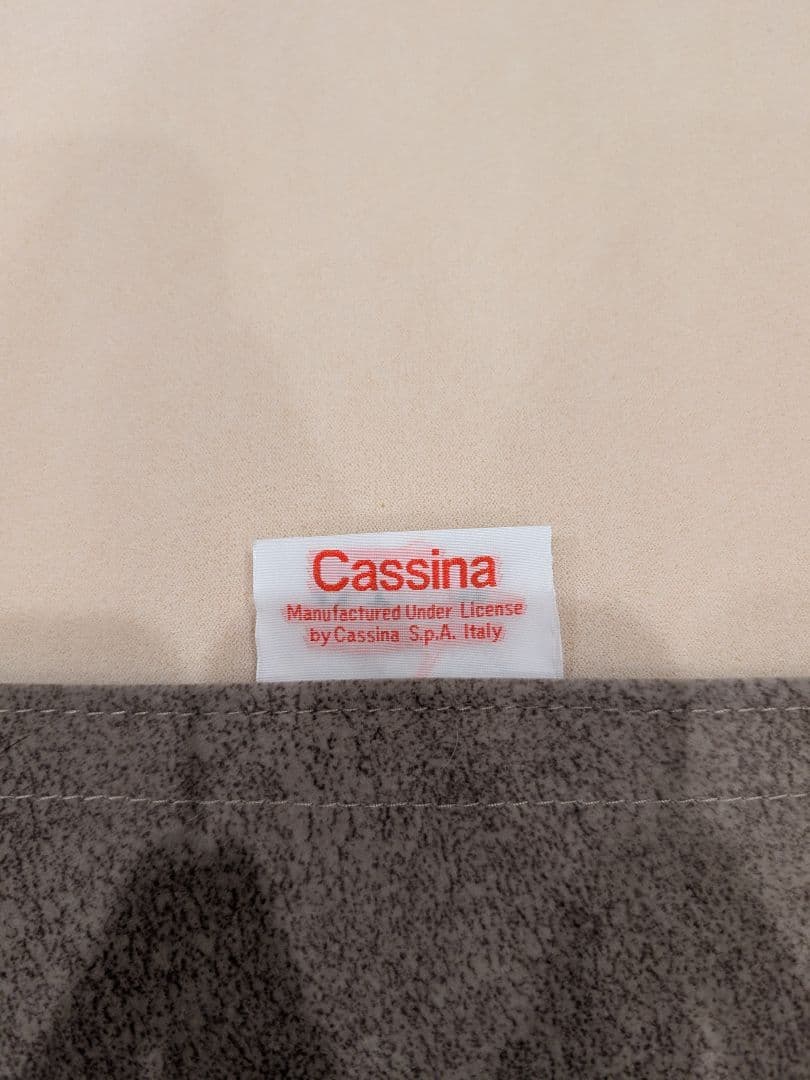 Cassina
Manufactured Under License
by Cassina S.p.A. Italy